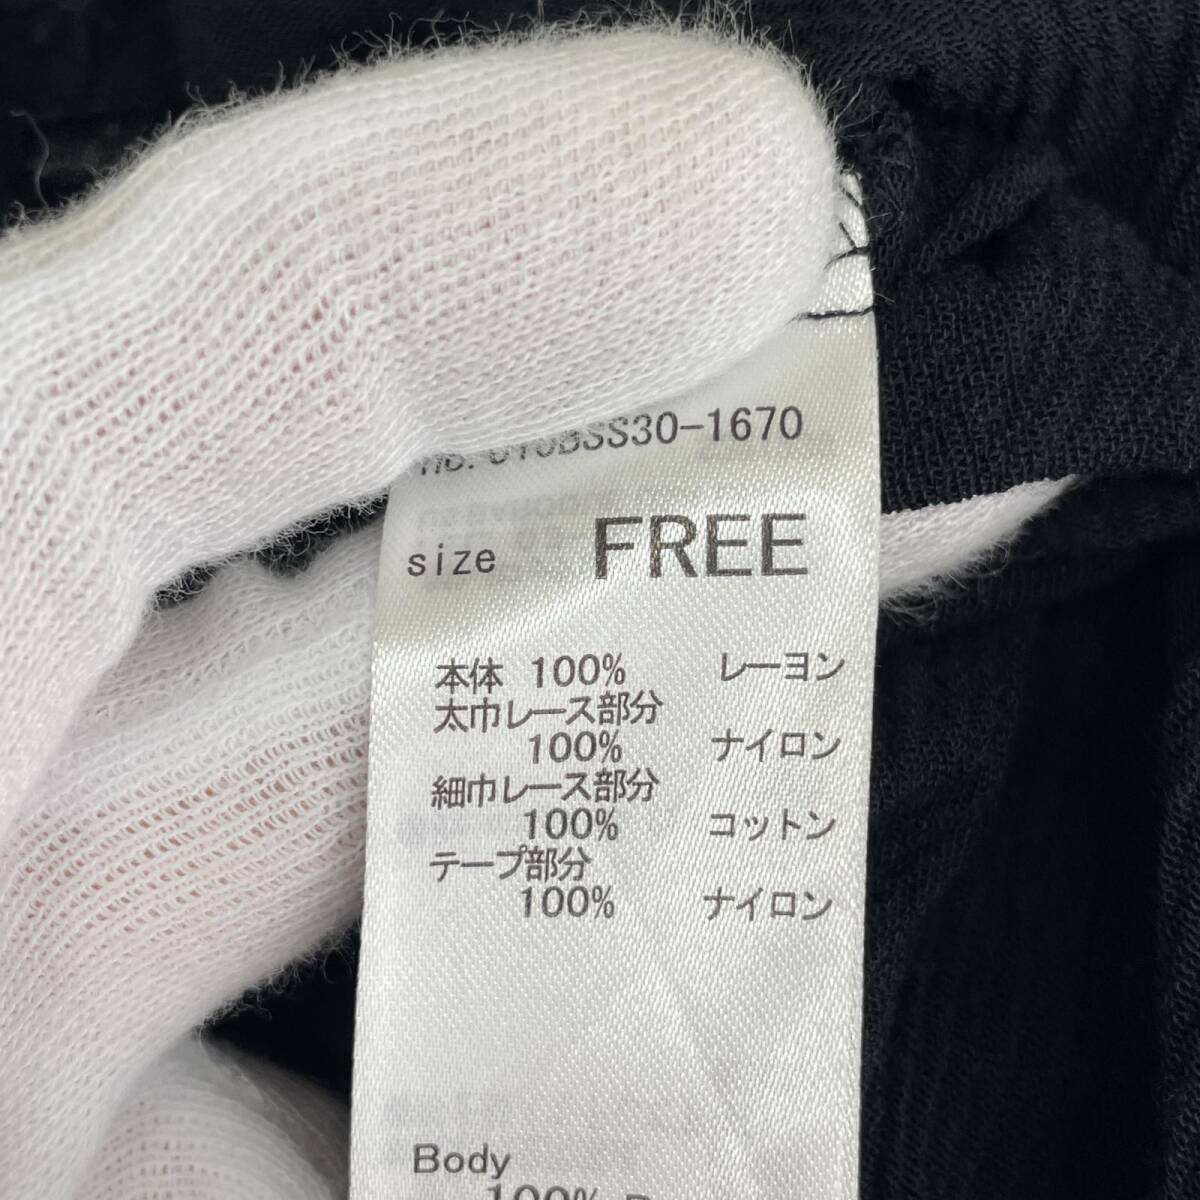 no. 010BSS30-1670
size FREE
本体 100% レーヨン
太巾レース部分
100% ナイロン
細巾レース部分
100% コットン
テープ部分
100% ナイロン
Body
100%